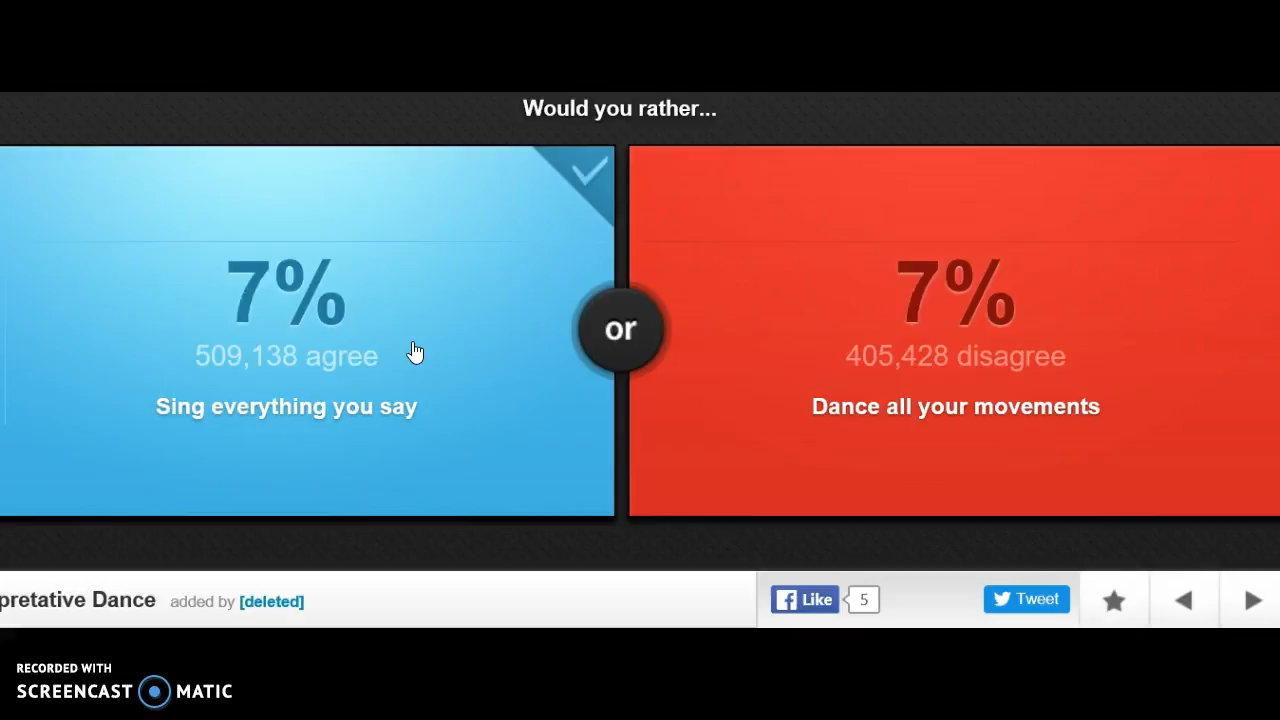 Would you rather...
7%
509,138 agree
Sing everything you say
or
7%
405,428 disagree
Dance all your movements
pretative Dance added by [deleted]
Like 5
Tweet
RECORDED WITH
SCREENCAST MATIC